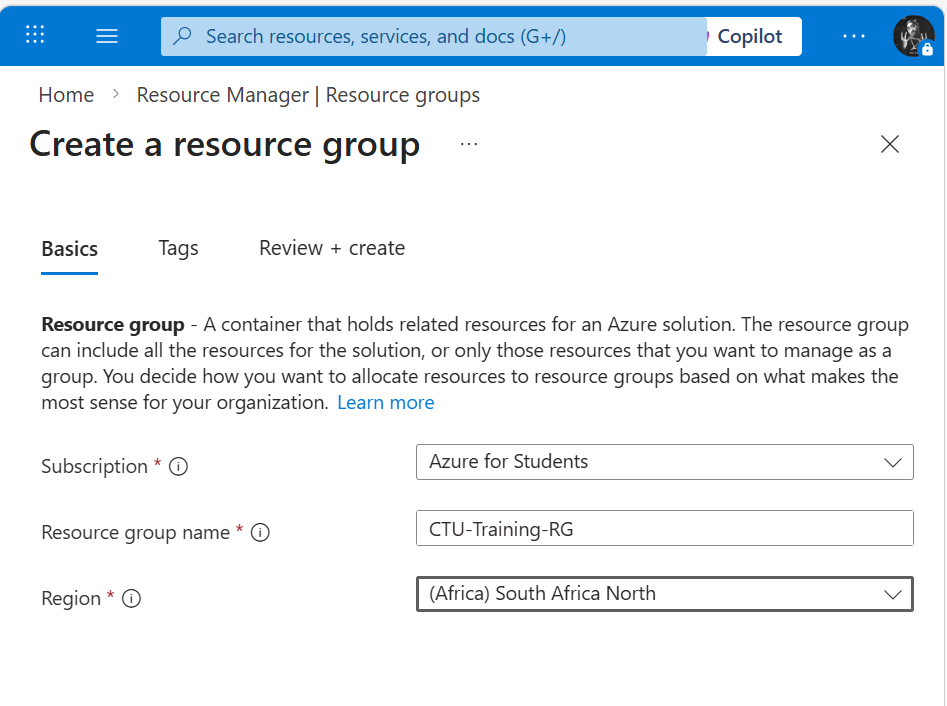 Search resources, services, and docs (G+/)
Copilot
Home > Resource Manager | Resource groups
Create a resource group ...
Basics Tags Review + create
Resource group - A container that holds related resources for an Azure solution. The resource group
can include all the resources for the solution, or only those resources that you want to manage as a
group. You decide how you want to allocate resources to resource groups based on what makes the
most sense for your organization. Learn more
Subscription * Azure for Students
Resource group name * CTU-Training-RG
Region * (Africa) South Africa North